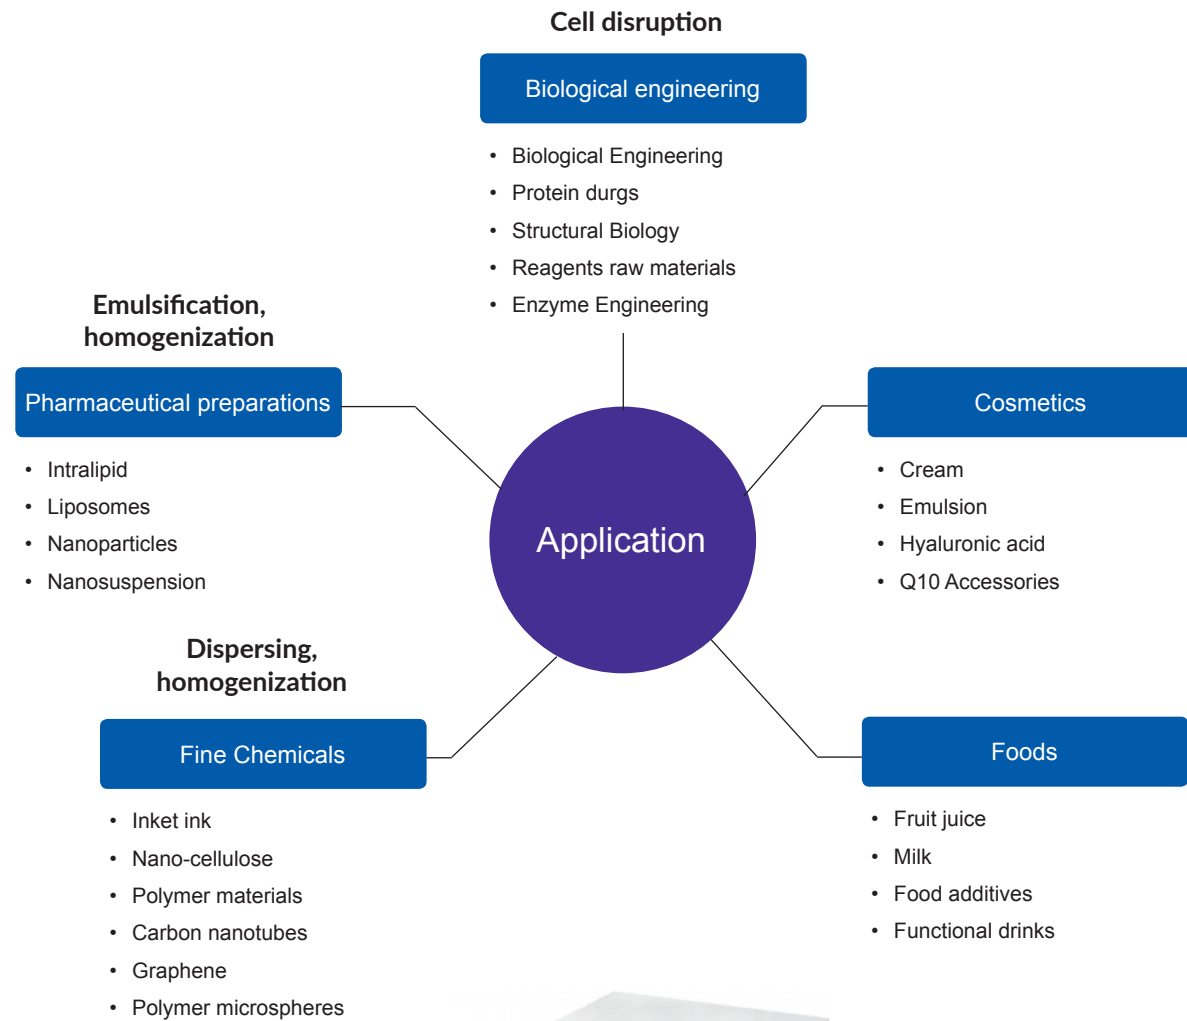 Cell disruption
Biological engineering
• Biological Engineering
• Protein durgs
• Structural Biology
• Reagents raw materials
• Enzyme Engineering
Emulsification,
homogenization
Pharmaceutical preparations
• Intralipid
• Liposomes
• Nanoparticles
• Nanosuspension
Cosmetics
• Cream
• Emulsion
• Hyaluronic acid
• Q10 Accessories
Application
Dispersing,
homogenization
Fine Chemicals
• Inket ink
• Nano-cellulose
• Polymer materials
• Carbon nanotubes
• Graphene
• Polymer microspheres
Foods
• Fruit juice
• Milk
• Food additives
• Functional drinks